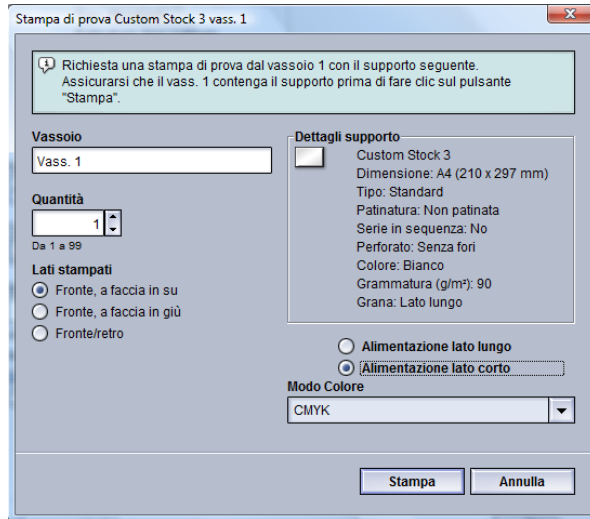 Stampa di prova Custom Stock 3 vass. 1
Richiesta una stampa di prova dal vassoio 1 con il supporto seguente.
Assicurarsi che il vass. 1 contenga il supporto prima di fare clic sul pulsante
"Stampa".
Vassoio
Vass. 1
Quantità
1
Da 1 a 99
Lati stampati
Fronte, a faccia in su
Fronte, a faccia in giù
Fronte/retro
Dettagli supporto
Custom Stock 3
Dimensione: A4 (210 x 297 mm)
Tipo: Standard
Patinatura: Non patinata
Serie in sequenza: No
Perforato: Senza fori
Colore: Bianco
Grammatura (g/m²): 90
Grana: Lato lungo
Alimentazione lato lungo
Alimentazione lato corto
Modo Colore
CMYK
Stampa
Annulla